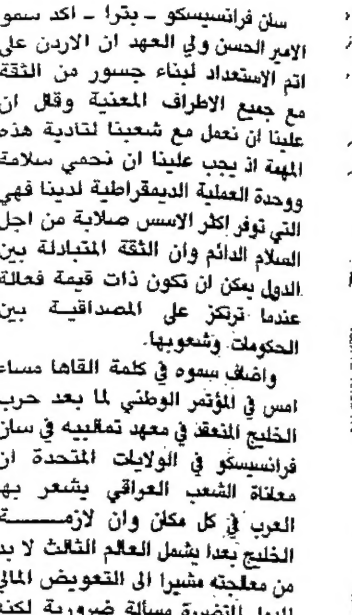 سان فرانسيسكو - بترا - اكد سمو
الامير الحسن ولي العهد ان الاردن على
اتم الاستعداد لبناء جسور من الثقة
مع جميع الاطراف المعنية وقال ان
علينا ان نعمل مع شعبنا لتادية هذه
المهمة اذ يجب علينا ان نحمي سلامة
ووحدة العملية الديمقراطية لدينا فهي
التي توفر اكثر الاسس صلابة من اجل
السلام الدائم وان الثقة المتبادلة بين
الدول يمكن ان تكون ذات قيمة فعالة
عندما ترتكز على المصداقية بين
الحكومات وشعوبها.
واضاف سموه في كلمة القاها مساء
امس في المؤتمر الوطني لما بعد حرب
الخليج المنعقد في معهد تمالبيه في سان
فرانسيسكو في الولايات المتحدة ان
معاناة الشعب العراقي يشعر بها
العرب في كل مكان وان لازمة
الخليج بعدا يشمل العالم الثالث لا بد
من معالجته مشيرا الى التعويض المالي
المتضررة مسألة ضرورية لكنه